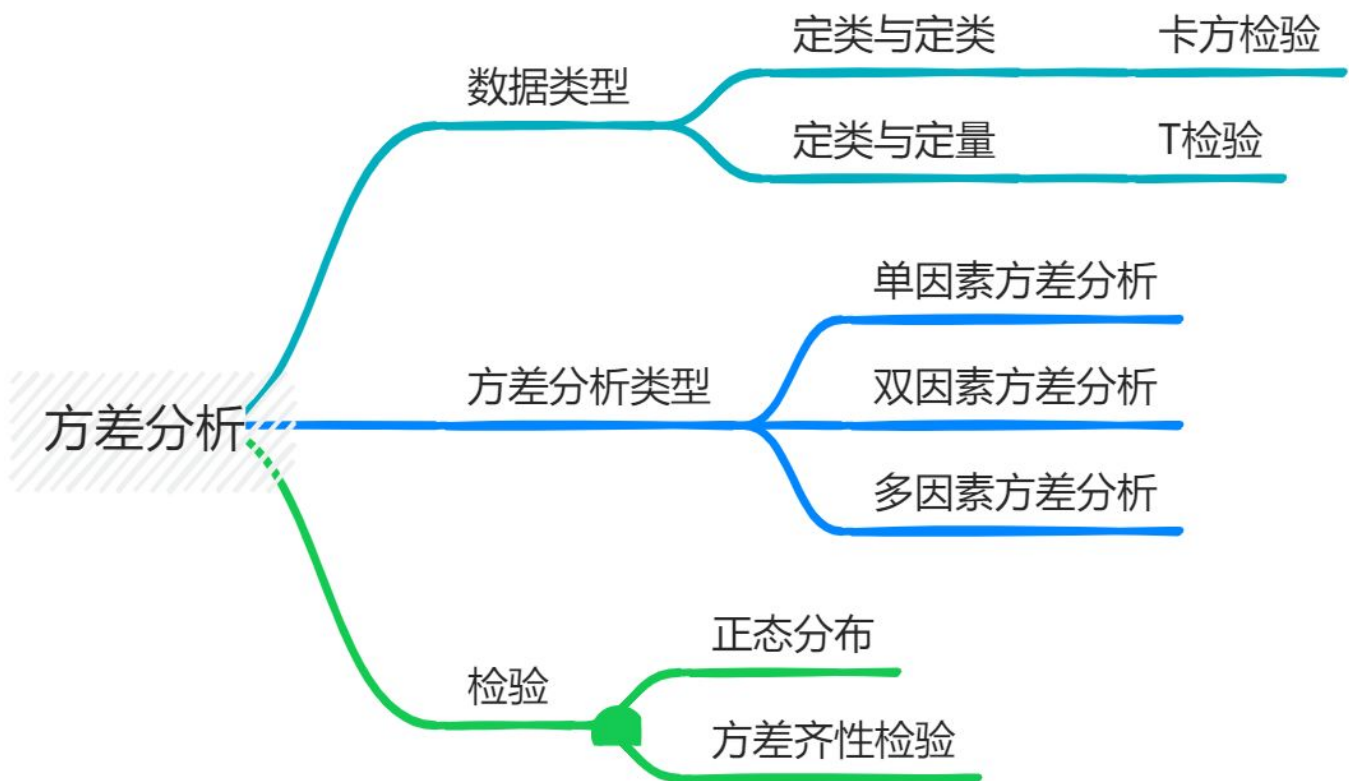 方差分析
数据类型
定类与定类
卡方检验
定类与定量
T检验
方差分析类型
单因素方差分析
双因素方差分析
多因素方差分析
检验
正态分布
方差齐性检验